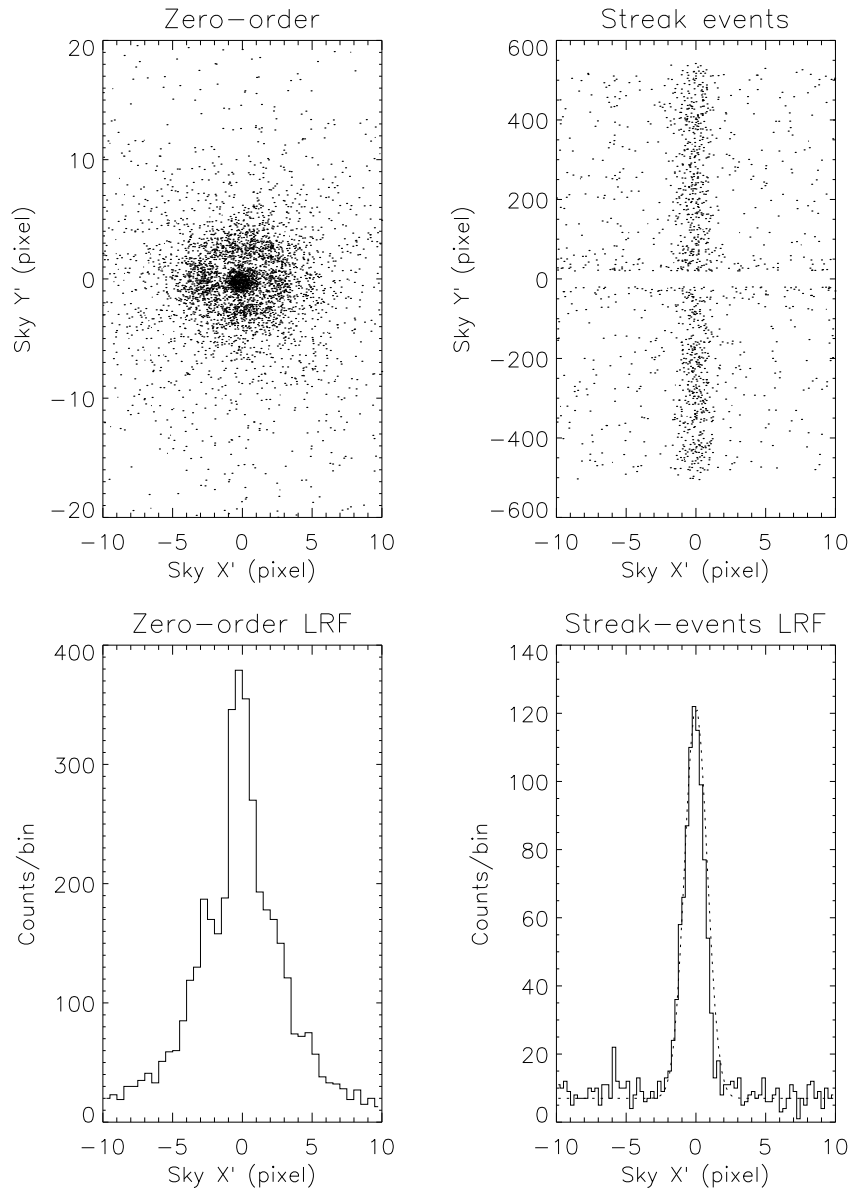 Zero-order
Streak events
20
10
0
-10
-20
Sky Y' (pixel)
-10 -5 0 5 10
Sky X' (pixel)
600
400
200
0
-200
-400
-600
Sky Y' (pixel)
-10 -5 0 5 10
Sky X' (pixel)
Zero-order LRF
Streak-events LRF
400
300
200
100
0
Counts/bin
-10 -5 0 5 10
Sky X' (pixel)
140
120
100
80
60
40
20
0
Counts/bin
-10 -5 0 5 10
Sky X' (pixel)